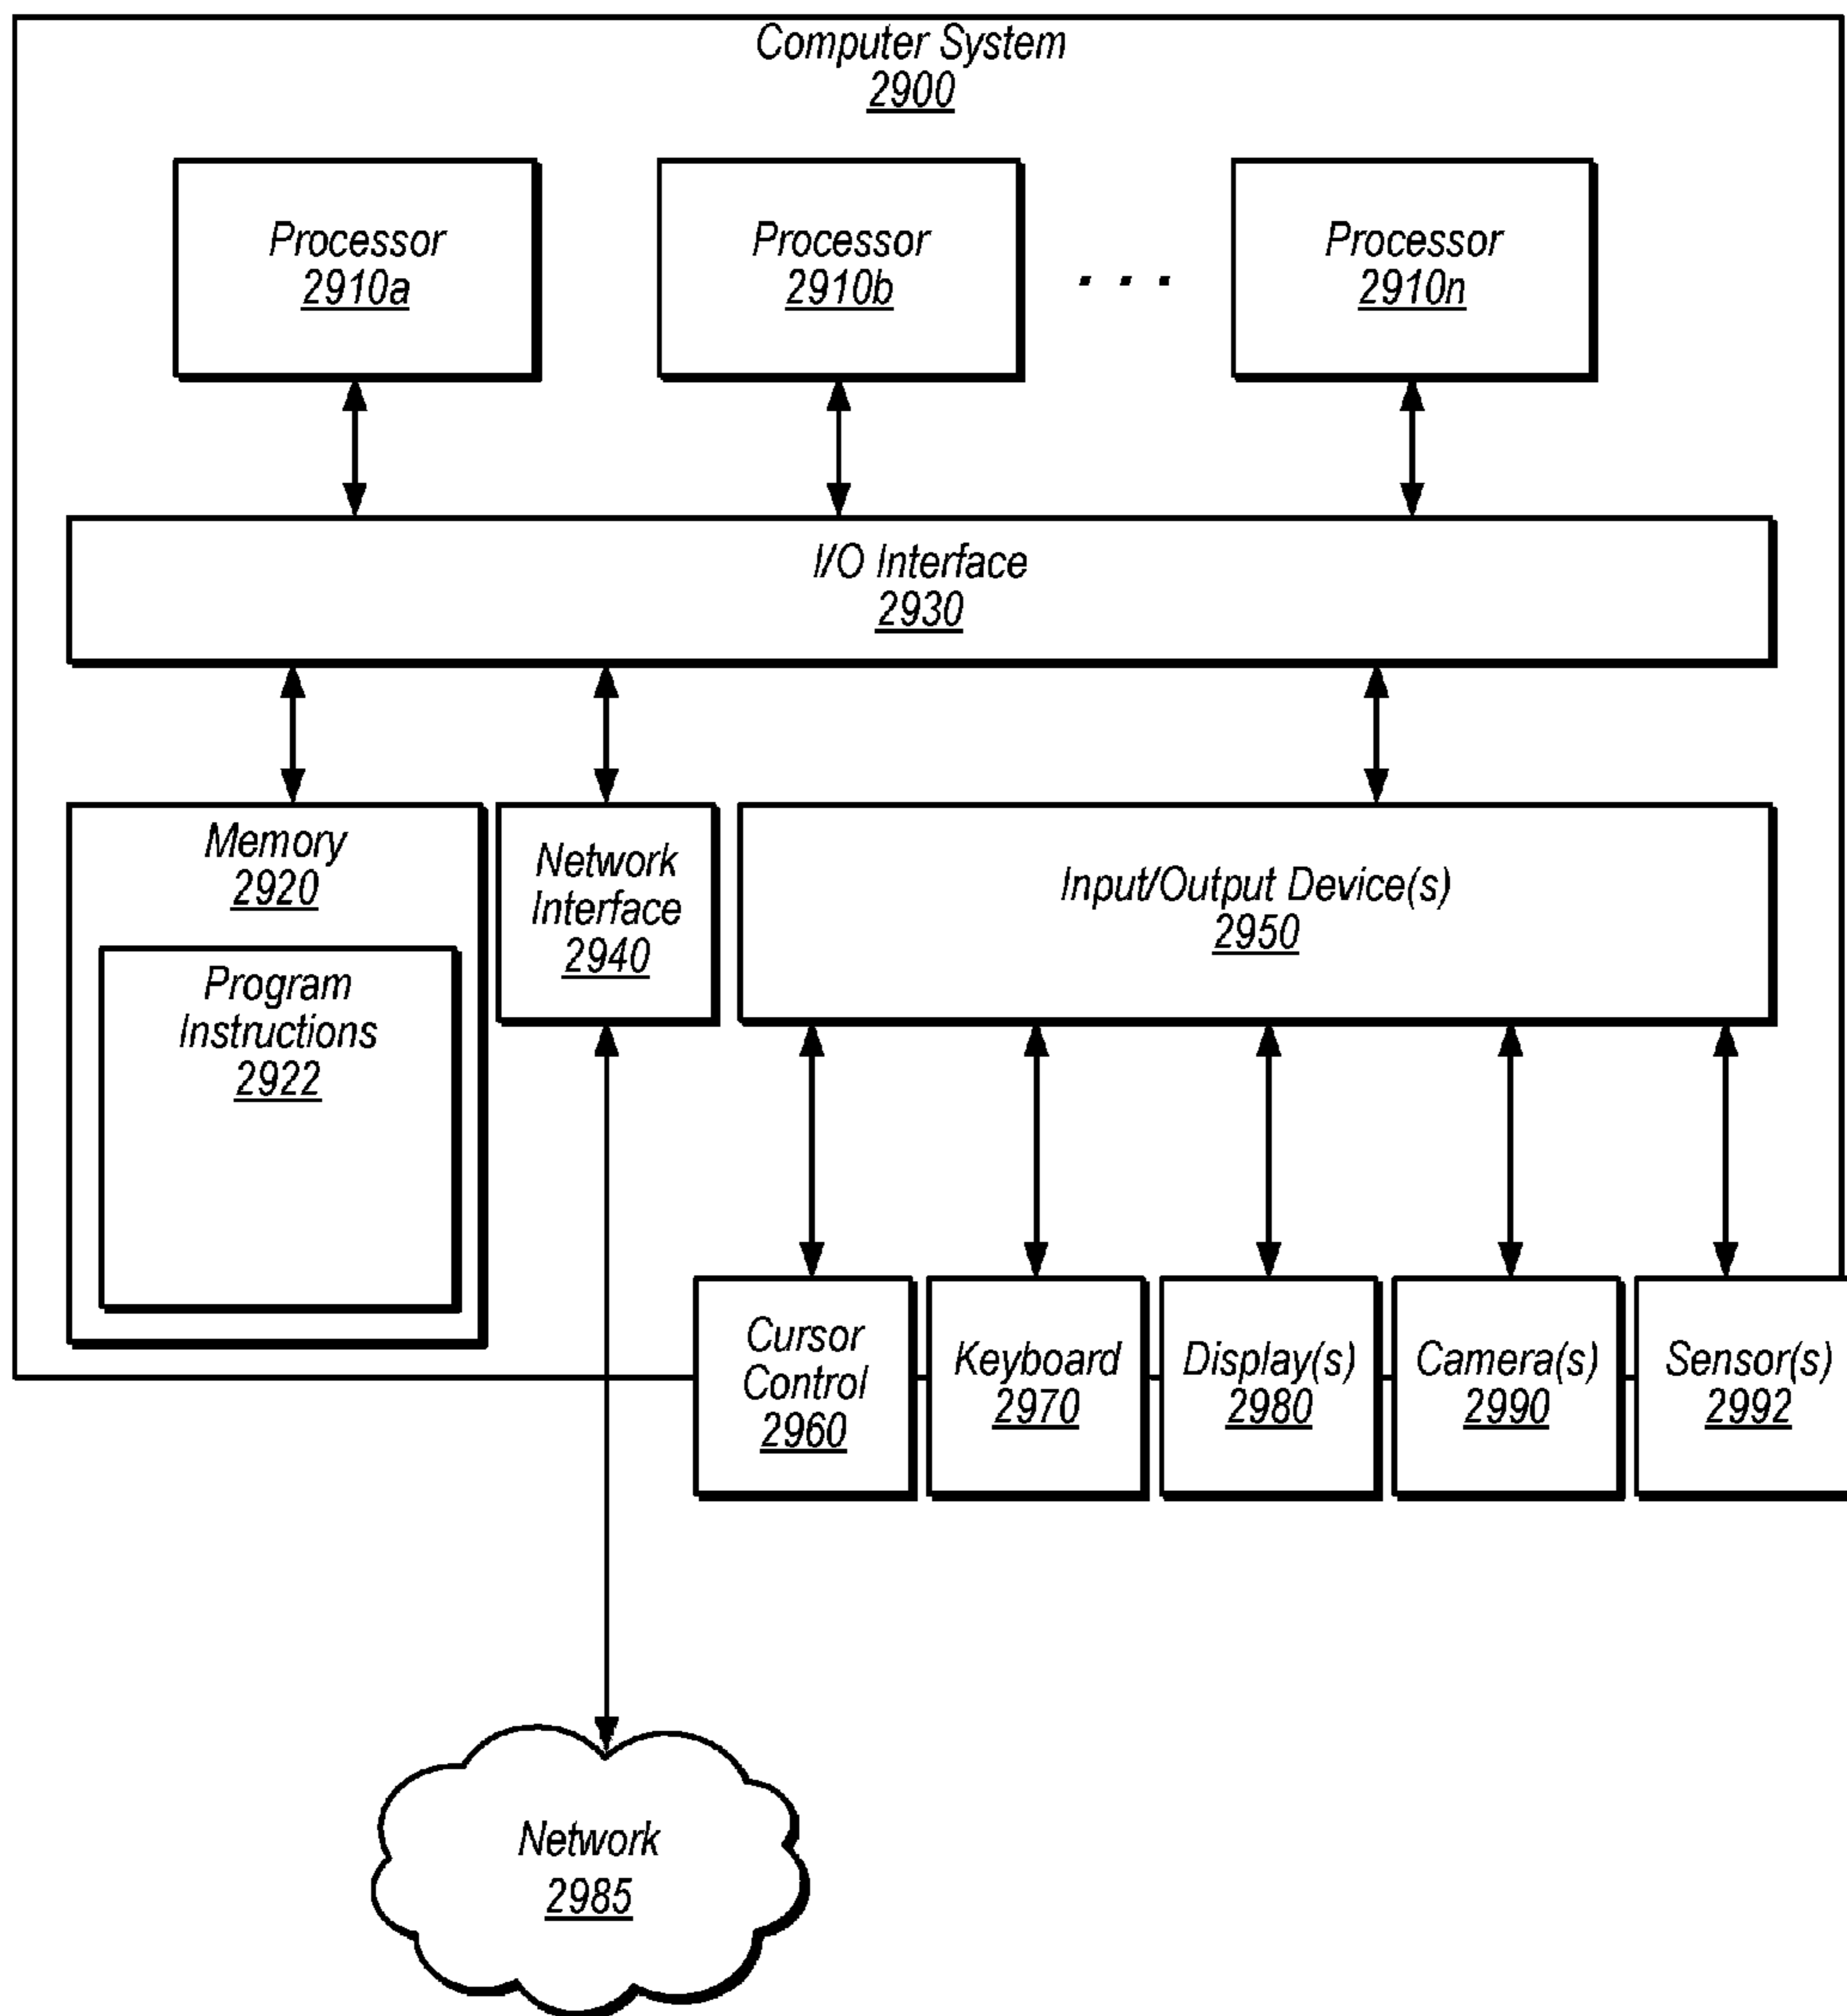 Computer System
2900
Processor
2910a
Processor
2910b
. . .
Processor
2910n
I/O Interface
2930
Memory
2920
Program
Instructions
2922
Network
Interface
2940
Input/Output Device(s)
2950
Cursor
Control
2960
Keyboard
2970
Display(s)
2980
Camera(s)
2990
Sensor(s)
2992
Network
2985